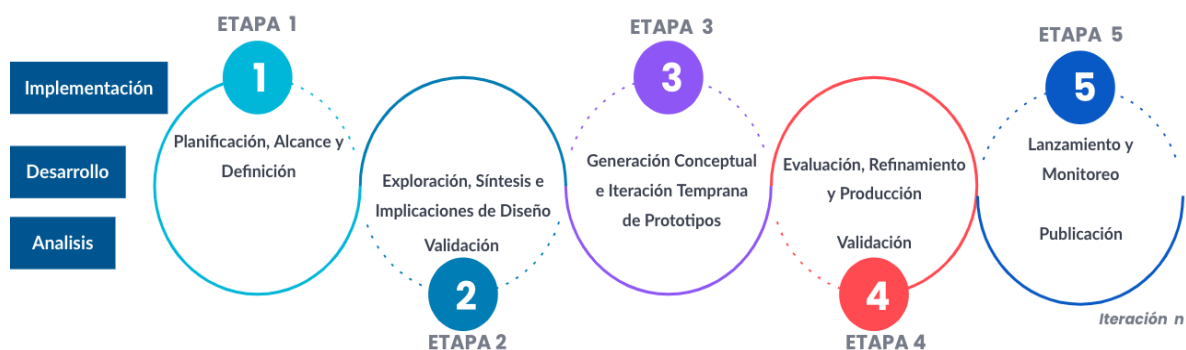 ETAPA 1
1
Planificación, Alcance y
Definición
Implementación
Desarrollo
Analisis
Exploración, Síntesis e
Implicaciones de Diseño
Validación
2
ETAPA 2
ETAPA 3
3
Generación Conceptual
e Iteración Temprana
de Prototipos
Evaluación, Refinamiento
y Producción
Validación
4
ETAPA 4
ETAPA 5
5
Lanzamiento y
Monitoreo
Publicación
Iteración n